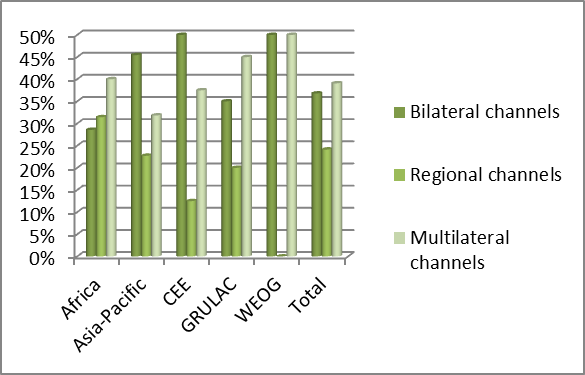 50%
45%
40%
35%
30%
25%
20%
15%
10%
5%
0%
Africa
Asia-Pacific
CEE
GRULAC
WEOG
Total
Bilateral channels
Regional channels
Multilateral
channels